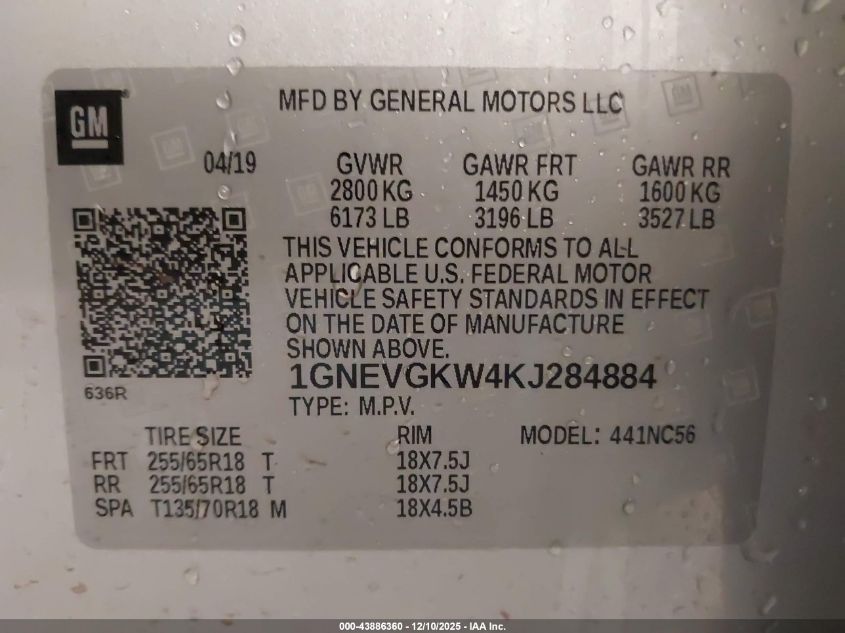 GM
MFD BY GENERAL MOTORS LLC
04/19 GVWR GAWR FRT GAWR RR
2800 KG 1450 KG 1600 KG
6173 LB 3196 LB 3527 LB
THIS VEHICLE CONFORMS TO ALL
APPLICABLE U.S. FEDERAL MOTOR
VEHICLE SAFETY STANDARDS IN EFFECT
ON THE DATE OF MANUFACTURE
SHOWN ABOVE.
1GNEVGKW4KJ284884
636R
TYPE: M.P.V.
TIRE SIZE RIM MODEL: 441NC56
FRT 255/65R18 T 18X7.5J
RR 255/65R18 T 18X7.5J
SPA T135/70R18 M 18X4.5B
000-43886360 - 12/10/2025 - IAA Inc.